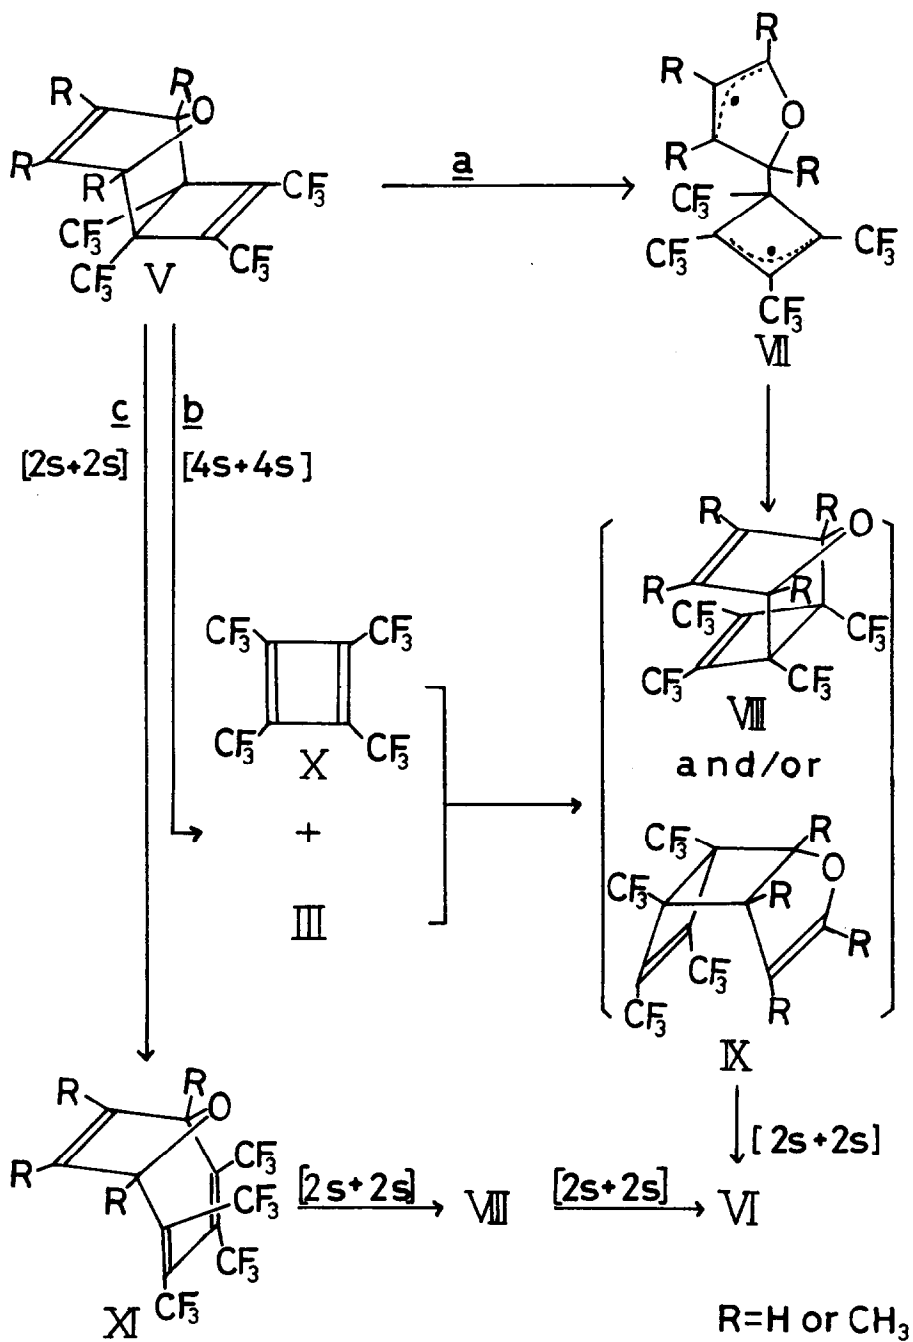 R R O
R
R
CF3
CF3
CF3
CF3
V
a
R
R
O
R
R
CF3
CF3
CF3
CF3
VII
c b
[2s+2s] [4s+4s]
R R O
R R
CF3 CF3
CF3 CF3
VIII
and/or
CF3 CF3
CF3 CF3
X
+
III
CF3 R O
CF3 R
R
CF3
R
CF3
IX
[2s+2s]
R R O
R R
CF3
CF3
CF3
CF3
XI
[2s+2s] VIII [2s+2s] VI
R=H or CH3